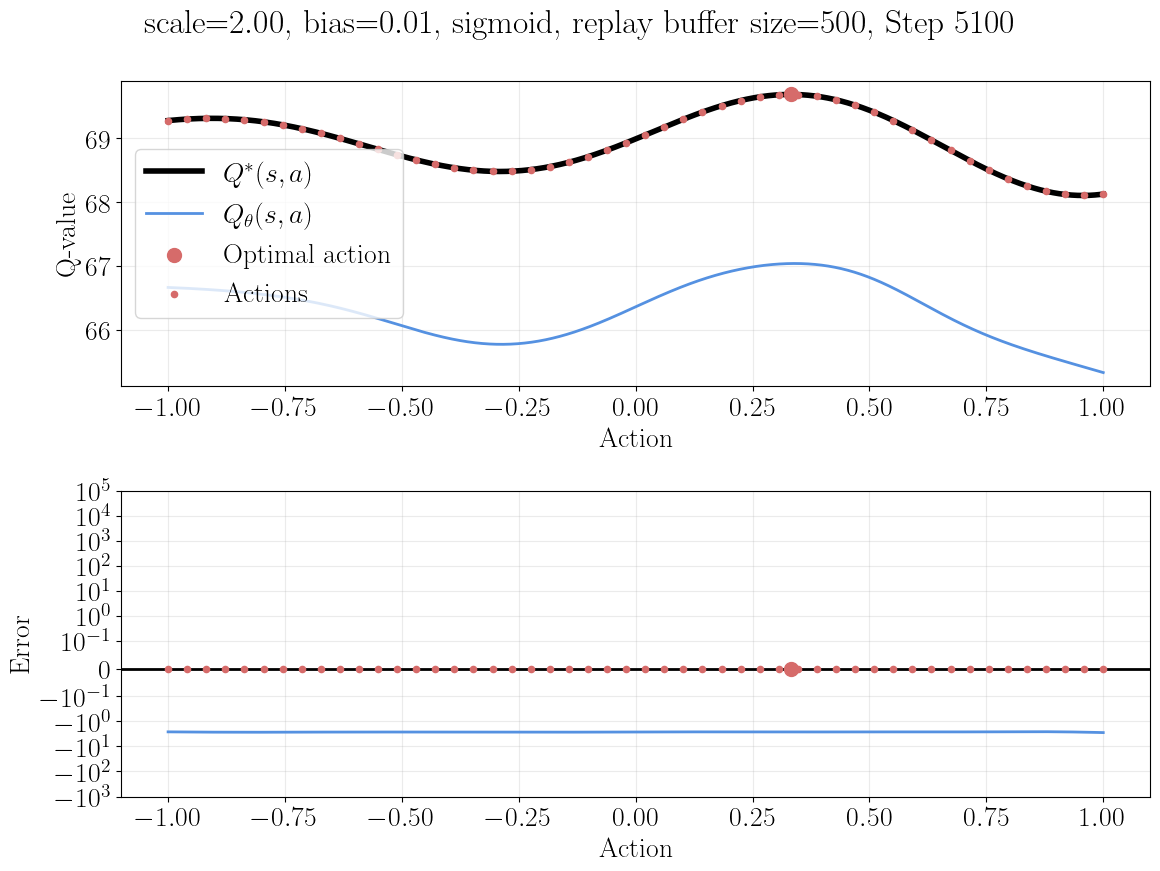 scale=2.00, bias=0.01, sigmoid, replay buffer size=500, Step 5100
Q-value
69
68
67
66
Q*(s, a)
Q_θ(s, a)
Optimal action
Actions
−1.00 −0.75 −0.50 −0.25 0.00 0.25 0.50 0.75 1.00
Action
Error
10^5
10^4
10^3
10^2
10^1
10^0
10^−1
0
−10^−1
−10^0
−10^1
−10^2
−10^3
−1.00 −0.75 −0.50 −0.25 0.00 0.25 0.50 0.75 1.00
Action